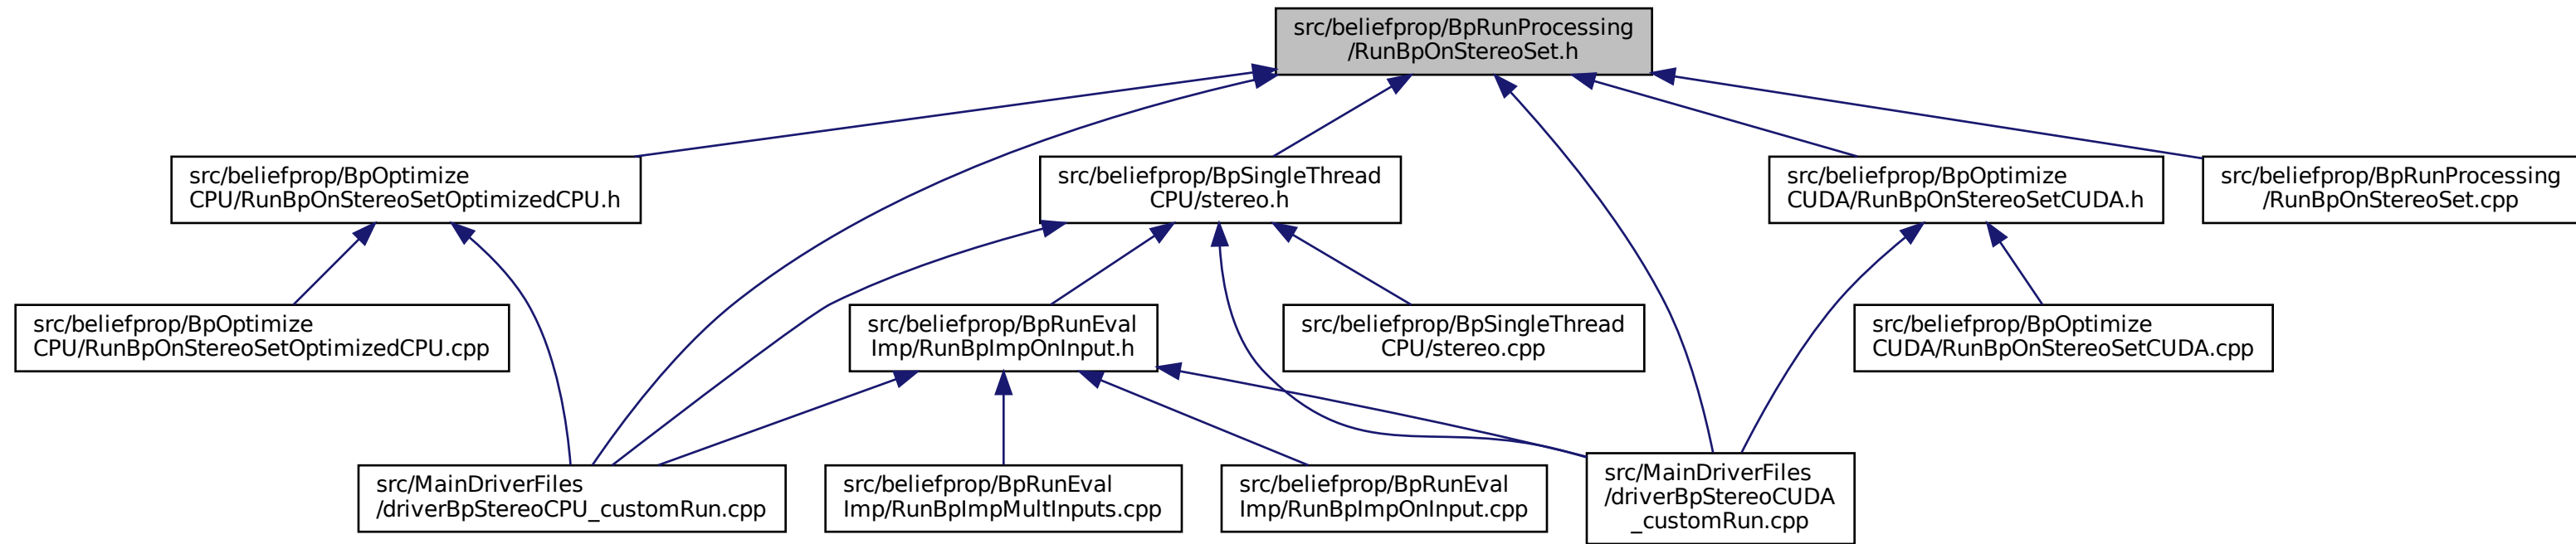 src/beliefprop/BpRunProcessing
/RunBpOnStereoSet.h
src/beliefprop/BpOptimize
CPU/RunBpOnStereoSetOptimizedCPU.h
src/beliefprop/BpSingleThread
CPU/stereo.h
src/beliefprop/BpOptimize
CUDA/RunBpOnStereoSetCUDA.h
src/beliefprop/BpRunProcessing
/RunBpOnStereoSet.cpp
src/beliefprop/BpOptimize
CPU/RunBpOnStereoSetOptimizedCPU.cpp
src/beliefprop/BpRunEval
Imp/RunBpImpOnInput.h
src/beliefprop/BpSingleThread
CPU/stereo.cpp
src/beliefprop/BpOptimize
CUDA/RunBpOnStereoSetCUDA.cpp
src/MainDriverFiles
/driverBpStereoCPU_customRun.cpp
src/beliefprop/BpRunEval
Imp/RunBpImpMultInputs.cpp
src/beliefprop/BpRunEval
Imp/RunBpImpOnInput.cpp
src/MainDriverFiles
/driverBpStereoCUDA
_customRun.cpp